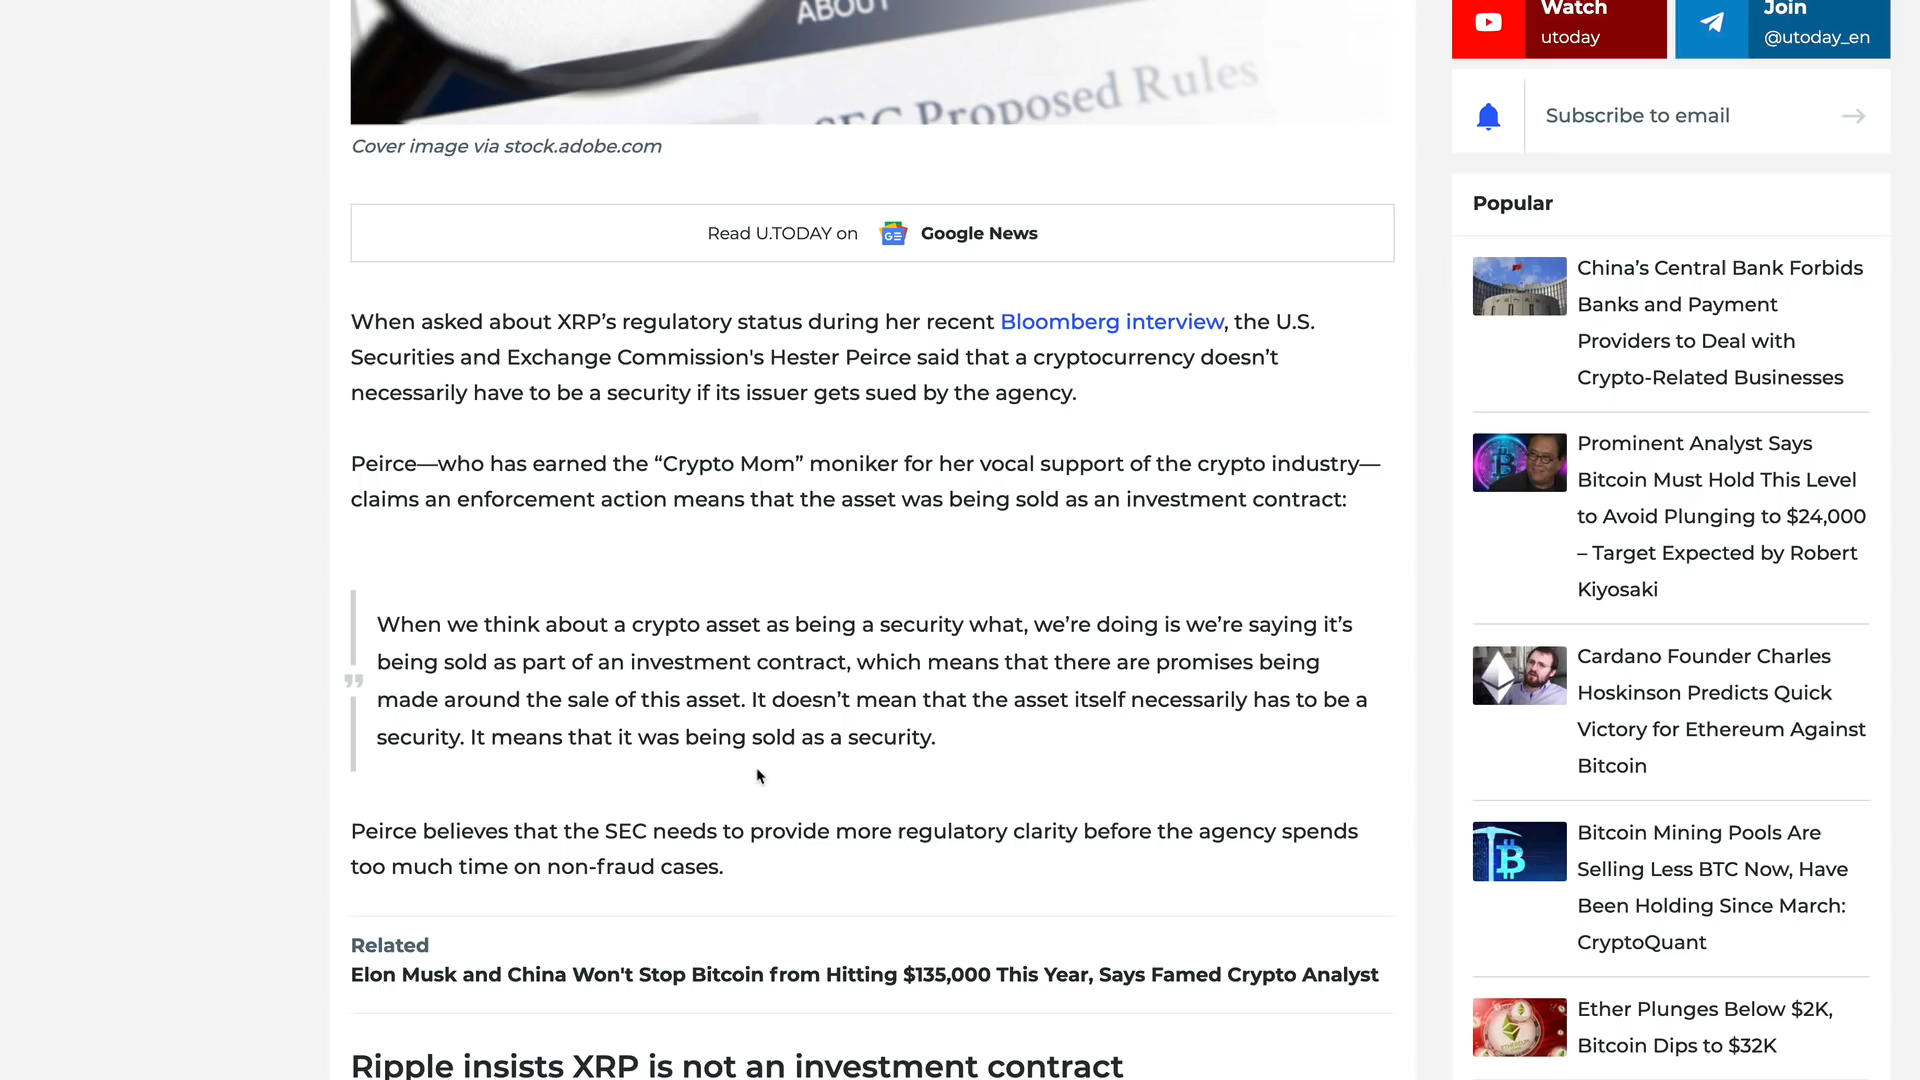 ABOUT
SEC Proposed Rules
Cover image via stock.adobe.com
Read U.TODAY on GE Google News
When asked about XRP’s regulatory status during her recent Bloomberg interview, the U.S.
Securities and Exchange Commission's Hester Peirce said that a cryptocurrency doesn’t
necessarily have to be a security if its issuer gets sued by the agency.
Peirce—who has earned the “Crypto Mom” moniker for her vocal support of the crypto industry—
claims an enforcement action means that the asset was being sold as an investment contract:
When we think about a crypto asset as being a security what, we’re doing is we’re saying it’s
being sold as part of an investment contract, which means that there are promises being
made around the sale of this asset. It doesn’t mean that the asset itself necessarily has to be a
security. It means that it was being sold as a security.
Peirce believes that the SEC needs to provide more regulatory clarity before the agency spends
too much time on non-fraud cases.
Related
Elon Musk and China Won't Stop Bitcoin from Hitting $135,000 This Year, Says Famed Crypto Analyst
Ripple insists XRP is not an investment contract
Watch
utoday
Join
@utoday_en
Subscribe to email
Popular
China’s Central Bank Forbids
Banks and Payment
Providers to Deal with
Crypto-Related Businesses
Prominent Analyst Says
Bitcoin Must Hold This Level
to Avoid Plunging to $24,000
– Target Expected by Robert
Kiyosaki
Cardano Founder Charles
Hoskinson Predicts Quick
Victory for Ethereum Against
Bitcoin
Bitcoin Mining Pools Are
Selling Less BTC Now, Have
Been Holding Since March:
CryptoQuant
Ether Plunges Below $2K,
Bitcoin Dips to $32K